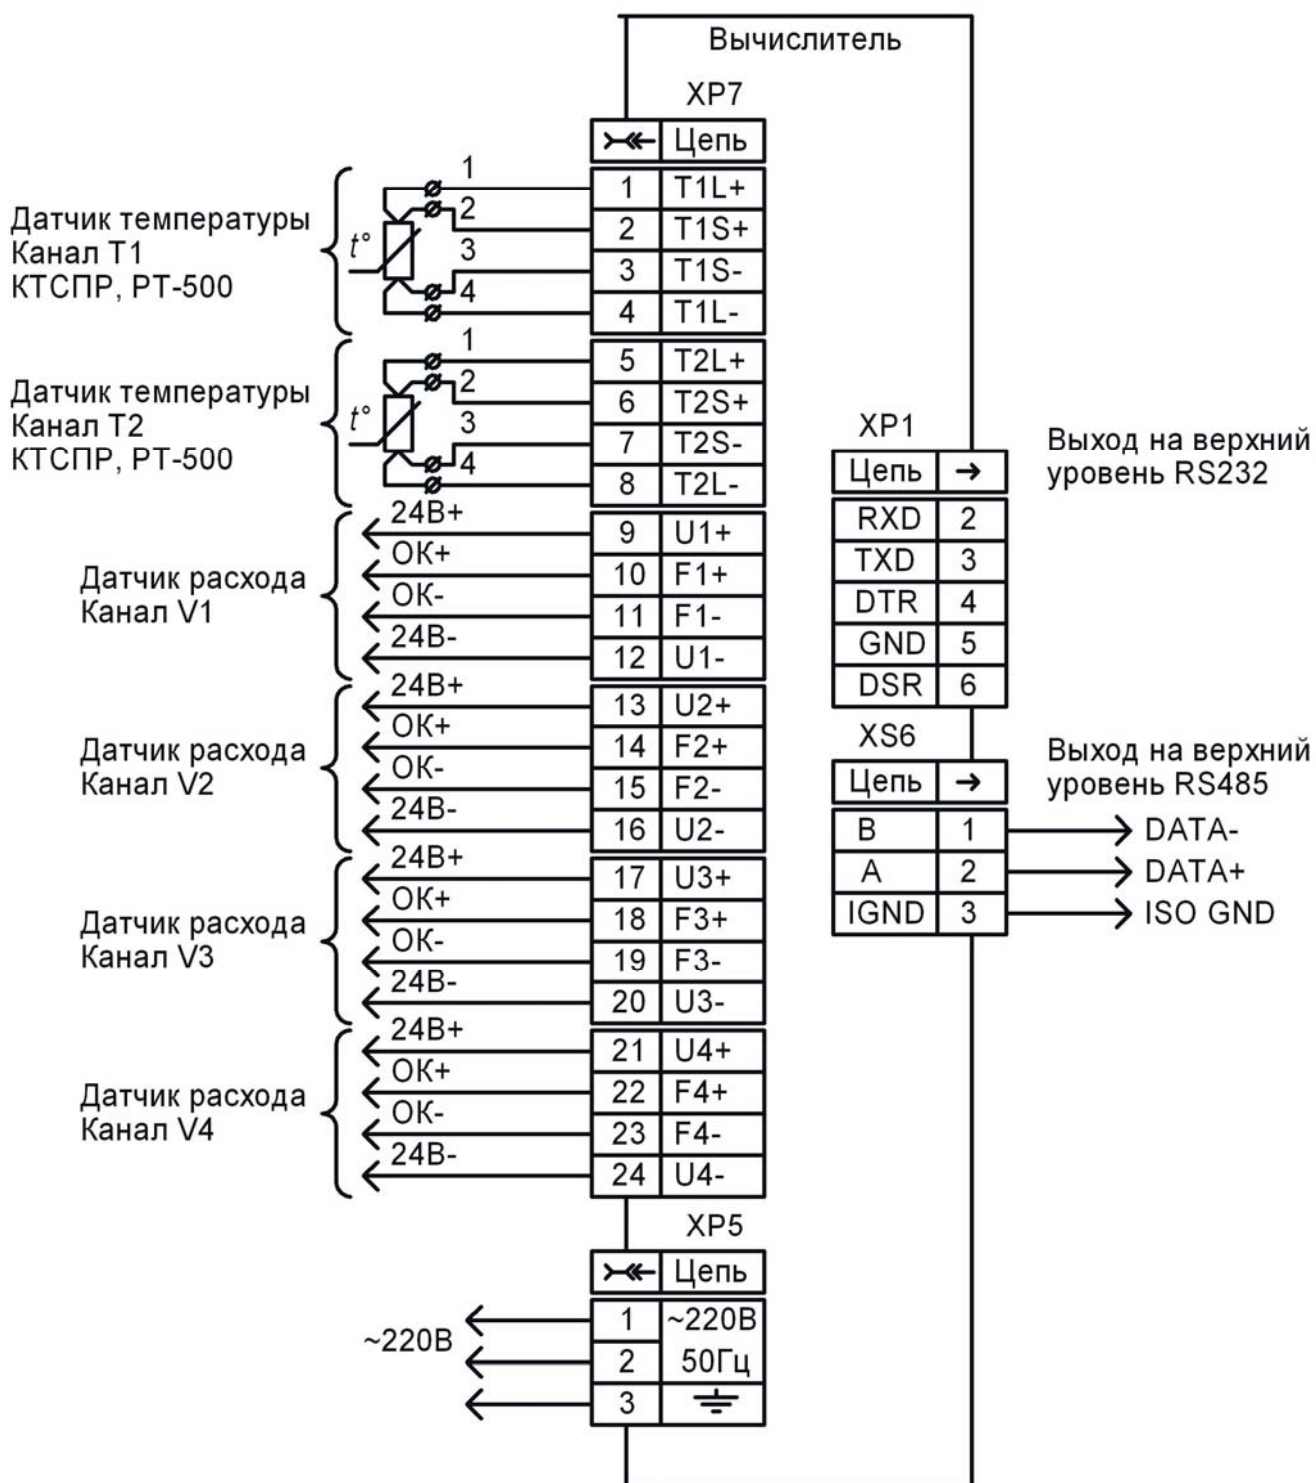 Вычислитель
XP7
Цепь
Датчик температуры
Канал Т1
КТСПР, РТ-500
t°
1
2
3
4
1 T1L+
2 T1S+
3 T1S-
4 T1L-
Датчик температуры
Канал Т2
КТСПР, РТ-500
t°
1
2
3
4
5 T2L+
6 T2S+
7 T2S-
8 T2L-
Датчик расхода
Канал V1
24В+ 9 U1+
ОК+ 10 F1+
ОК- 11 F1-
24В- 12 U1-
Датчик расхода
Канал V2
24В+ 13 U2+
ОК+ 14 F2+
ОК- 15 F2-
24В- 16 U2-
Датчик расхода
Канал V3
24В+ 17 U3+
ОК+ 18 F3+
ОК- 19 F3-
24В- 20 U3-
Датчик расхода
Канал V4
24В+ 21 U4+
ОК+ 22 F4+
ОК- 23 F4-
24В- 24 U4-
XP5
Цепь
~220В
1 ~220В
2 50Гц
3
XP1
Цепь →
Выход на верхний
уровень RS232
RXD 2
TXD 3
DTR 4
GND 5
DSR 6
XS6
Цепь →
Выход на верхний
уровень RS485
B 1 DATA-
A 2 DATA+
IGND 3 ISO GND